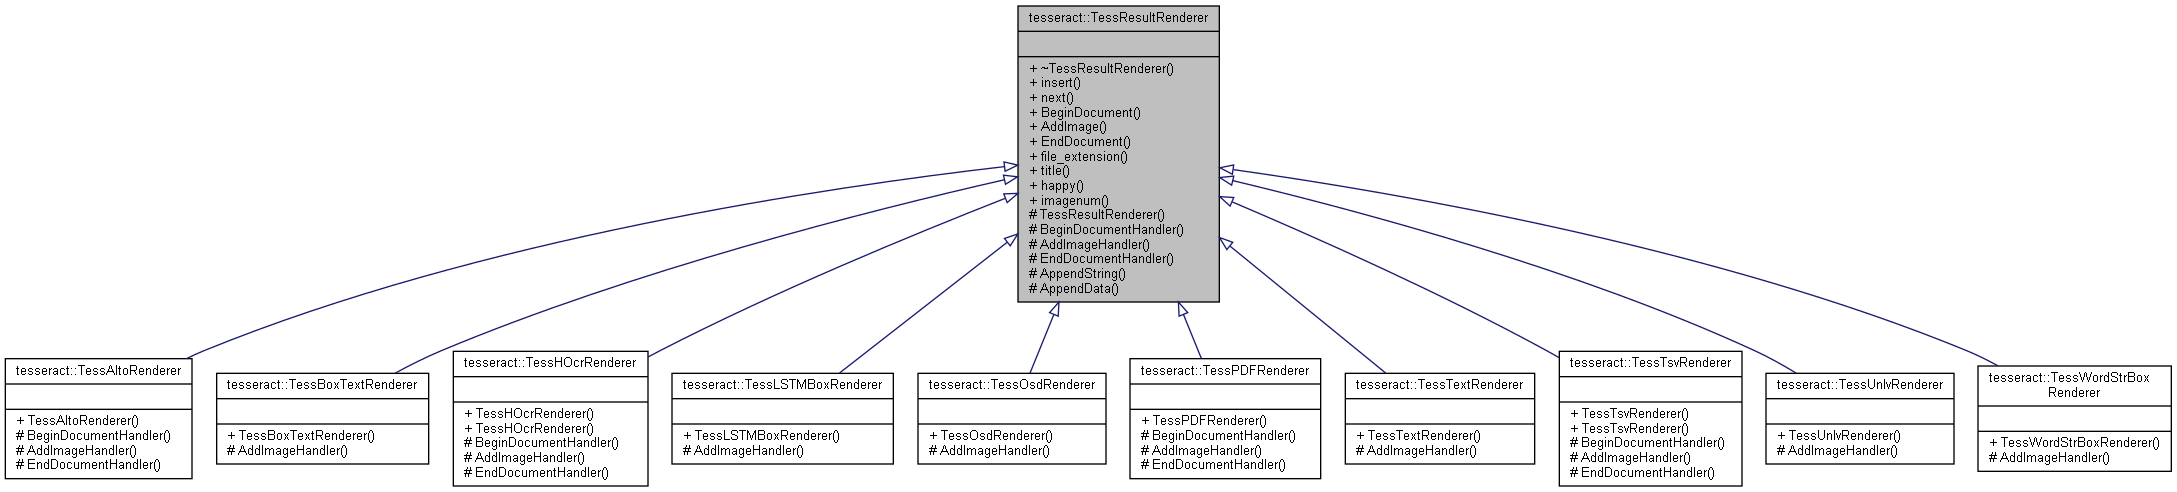 tesseract::TessResultRenderer
+ ~TessResultRenderer()
+ insert()
+ next()
+ BeginDocument()
+ AddImage()
+ EndDocument()
+ file_extension()
+ title()
+ happy()
+ imagenum()
# TessResultRenderer()
# BeginDocumentHandler()
# AddImageHandler()
# EndDocumentHandler()
# AppendString()
# AppendData()
tesseract::TessAltoRenderer
+ TessAltoRenderer()
# BeginDocumentHandler()
# AddImageHandler()
# EndDocumentHandler()
tesseract::TessBoxTextRenderer
+ TessBoxTextRenderer()
# AddImageHandler()
tesseract::TessHOcrRenderer
+ TessHOcrRenderer()
+ TessHOcrRenderer()
# BeginDocumentHandler()
# AddImageHandler()
# EndDocumentHandler()
tesseract::TessLSTMBoxRenderer
+ TessLSTMBoxRenderer()
# AddImageHandler()
tesseract::TessOsdRenderer
+ TessOsdRenderer()
# AddImageHandler()
tesseract::TessPDFRenderer
+ TessPDFRenderer()
# BeginDocumentHandler()
# AddImageHandler()
# EndDocumentHandler()
tesseract::TessTextRenderer
+ TessTextRenderer()
# AddImageHandler()
tesseract::TessTsvRenderer
+ TessTsvRenderer()
+ TessTsvRenderer()
# BeginDocumentHandler()
# AddImageHandler()
# EndDocumentHandler()
tesseract::TessUnlvRenderer
+ TessUnlvRenderer()
# AddImageHandler()
tesseract::TessWordStrBox
Renderer
+ TessWordStrBoxRenderer()
# AddImageHandler()